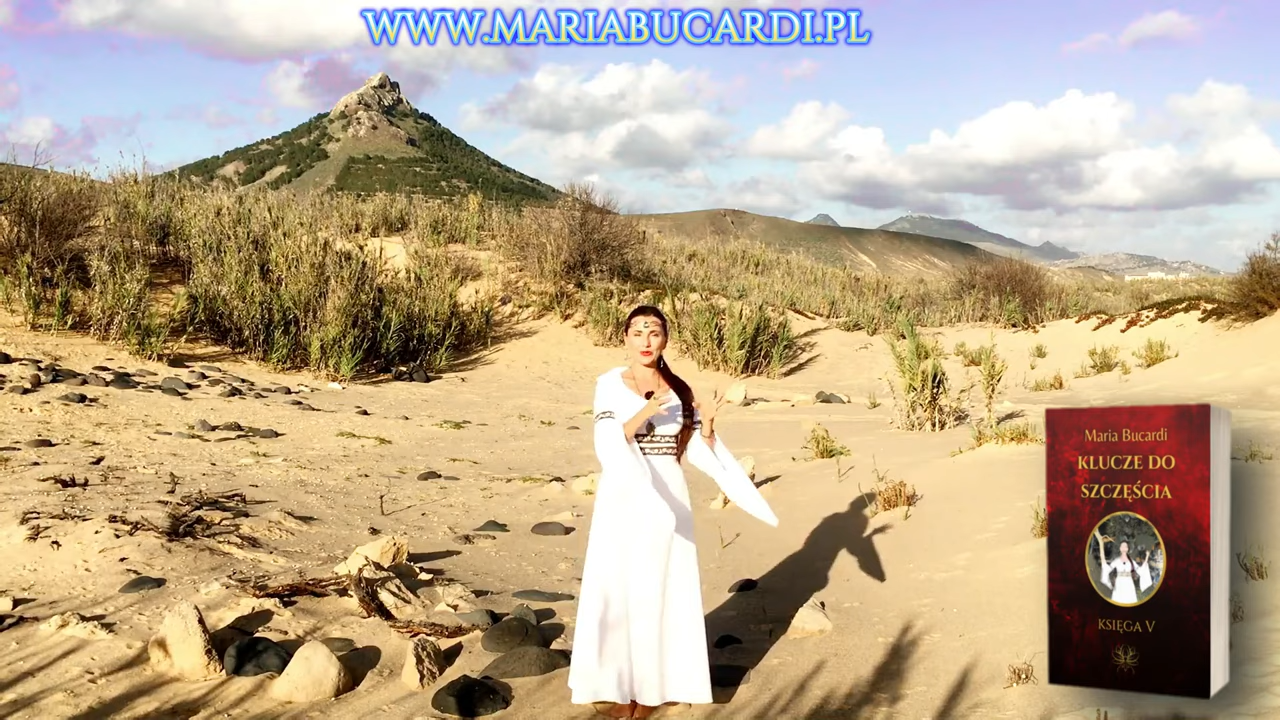 WWW.MARIABUCARDI.PL
Maria Bucardi
KLUCZE DO
SZCZĘŚCIA
KSIĘGA V